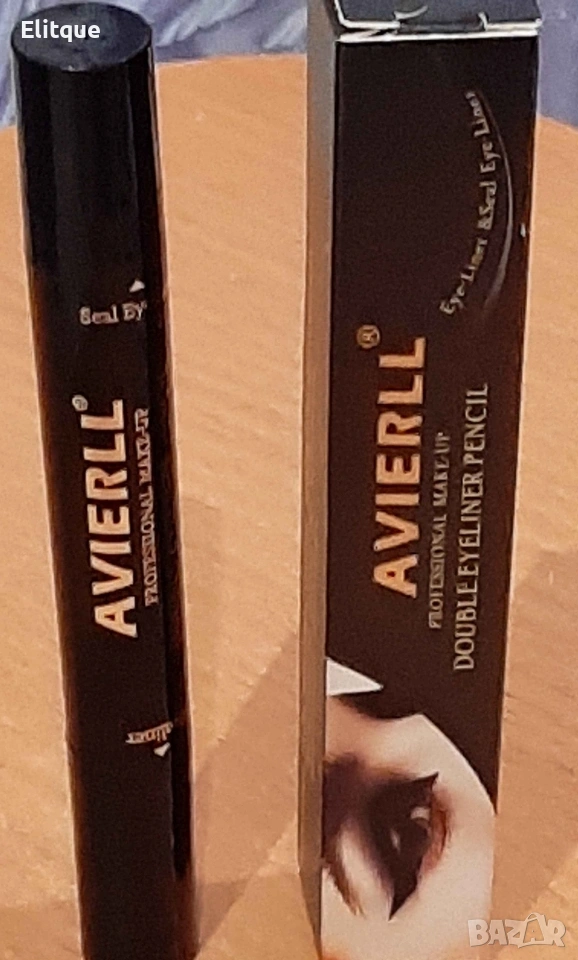 Elitque
Seal Ey
AVIERLL®
PROFESSIONAL MAKE-UP
Eye-Liner &Seal Eye-Liner
AVIERLL®
PROFESSIONAL MAKE-UP
DOUBLE EYELINER PENCIL
BAZAR